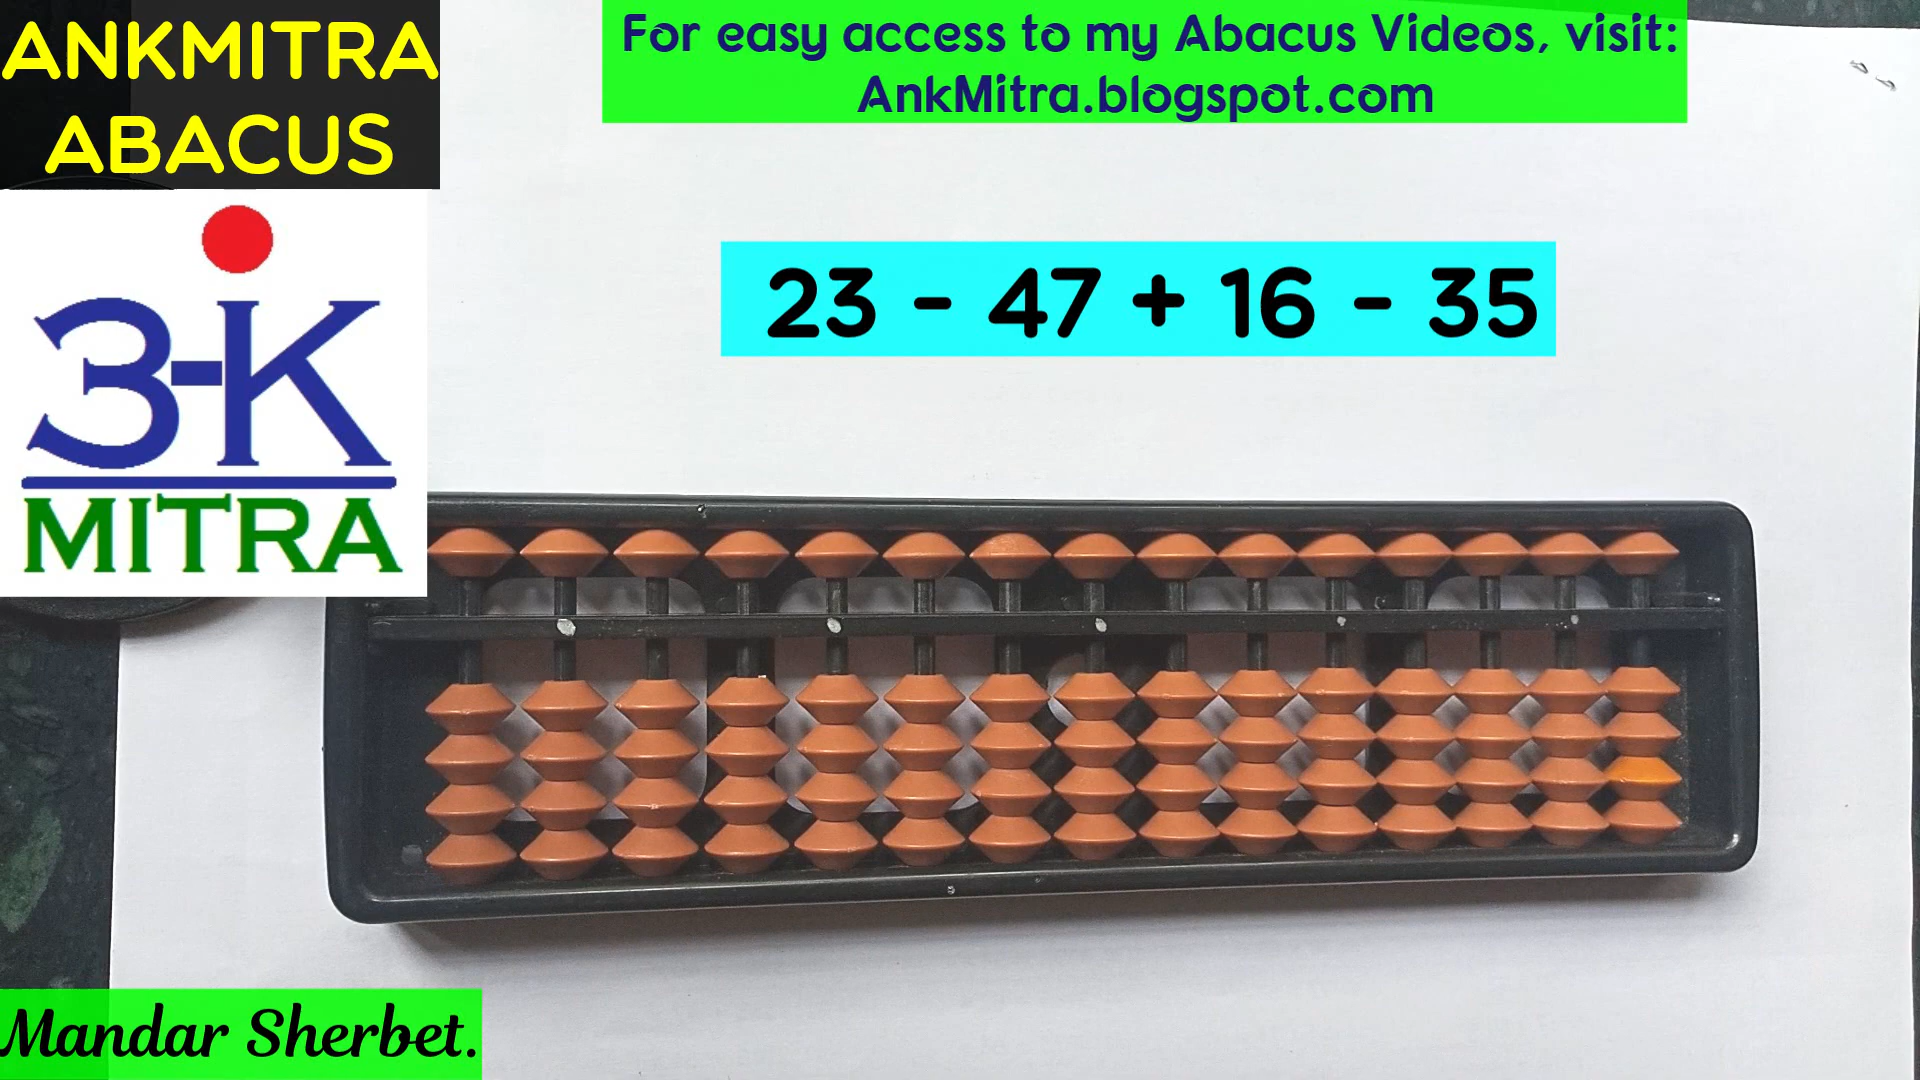 ANKMITRA
ABACUS
For easy access to my Abacus Videos, visit:
AnkMitra.blogspot.com
3-K
MITRA
23 - 47 + 16 - 35
Mandar Sherbet.